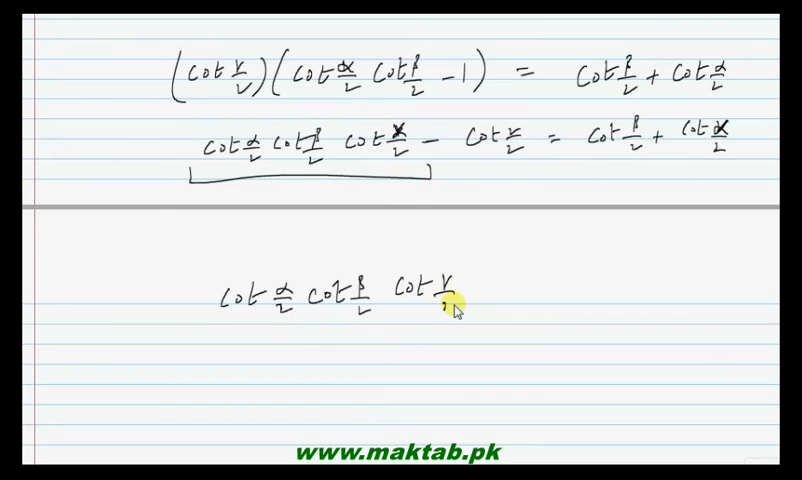 (cot γ/2)(cot α/2 cot β/2 - 1) = cot β/2 + cot α/2
cot α/2 cot β/2 cot γ/2 - cot γ/2 = cot β/2 + cot α/2
cot α/2 cot β/2 cot γ/2
www.maktab.pk